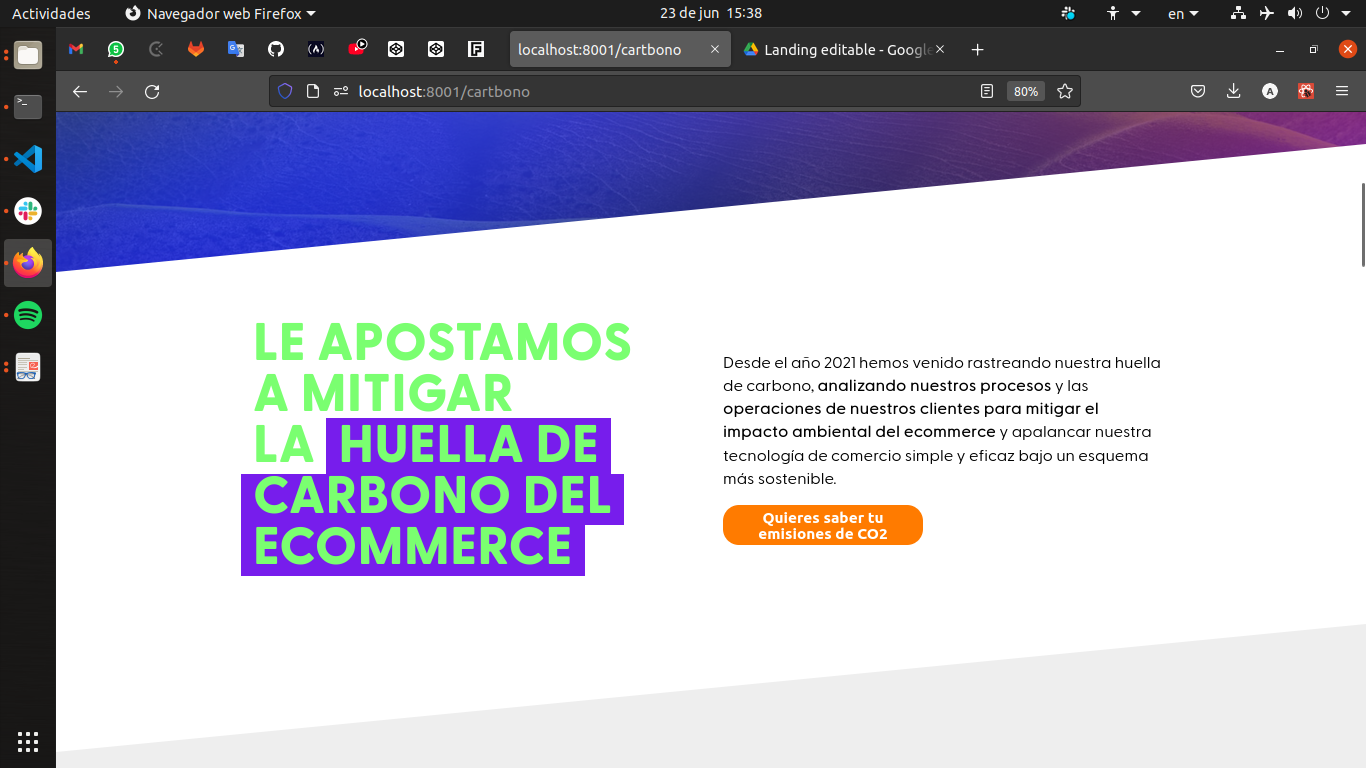 Actividades
Navegador web Firefox
23 de jun 15:38
en
5
localhost:8001/cartbono
Landing editable - Google
localhost:8001/cartbono
80%
A
LE APOSTAMOS
A MITIGAR
LA HUELLA DE
CARBONO DEL
ECOMMERCE
Desde el año 2021 hemos venido rastreando nuestra huella
de carbono, analizando nuestros procesos y las
operaciones de nuestros clientes para mitigar el
impacto ambiental del ecommerce y apalancar nuestra
tecnología de comercio simple y eficaz bajo un esquema
más sostenible.
Quieres saber tu
emisiones de CO2